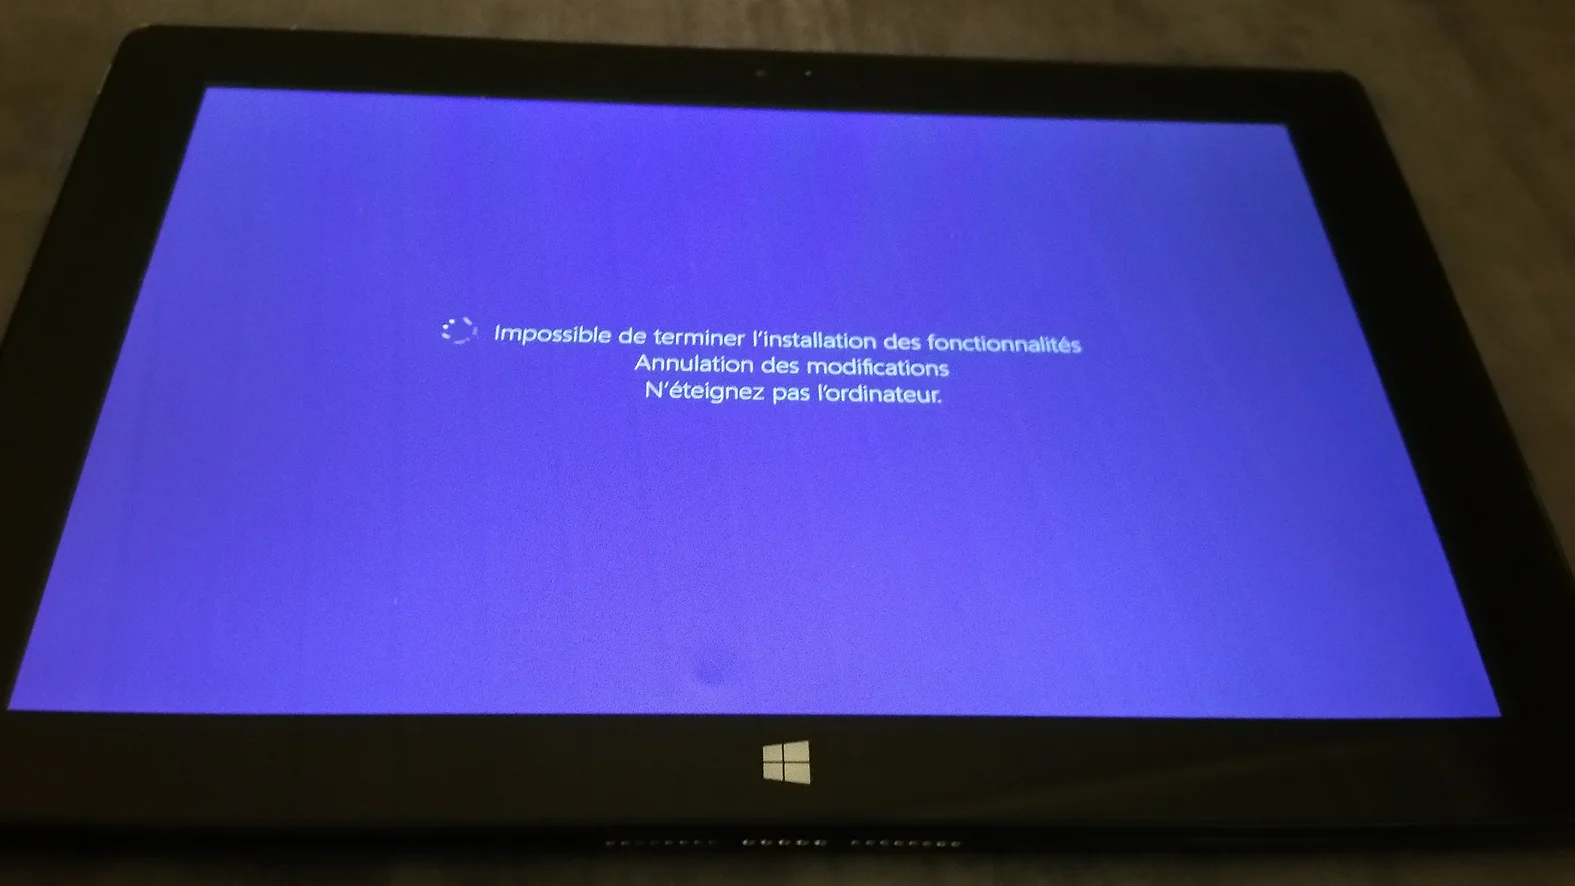 Impossible de terminer l'installation des fonctionnalités
Annulation des modifications
N'éteignez pas l'ordinateur.